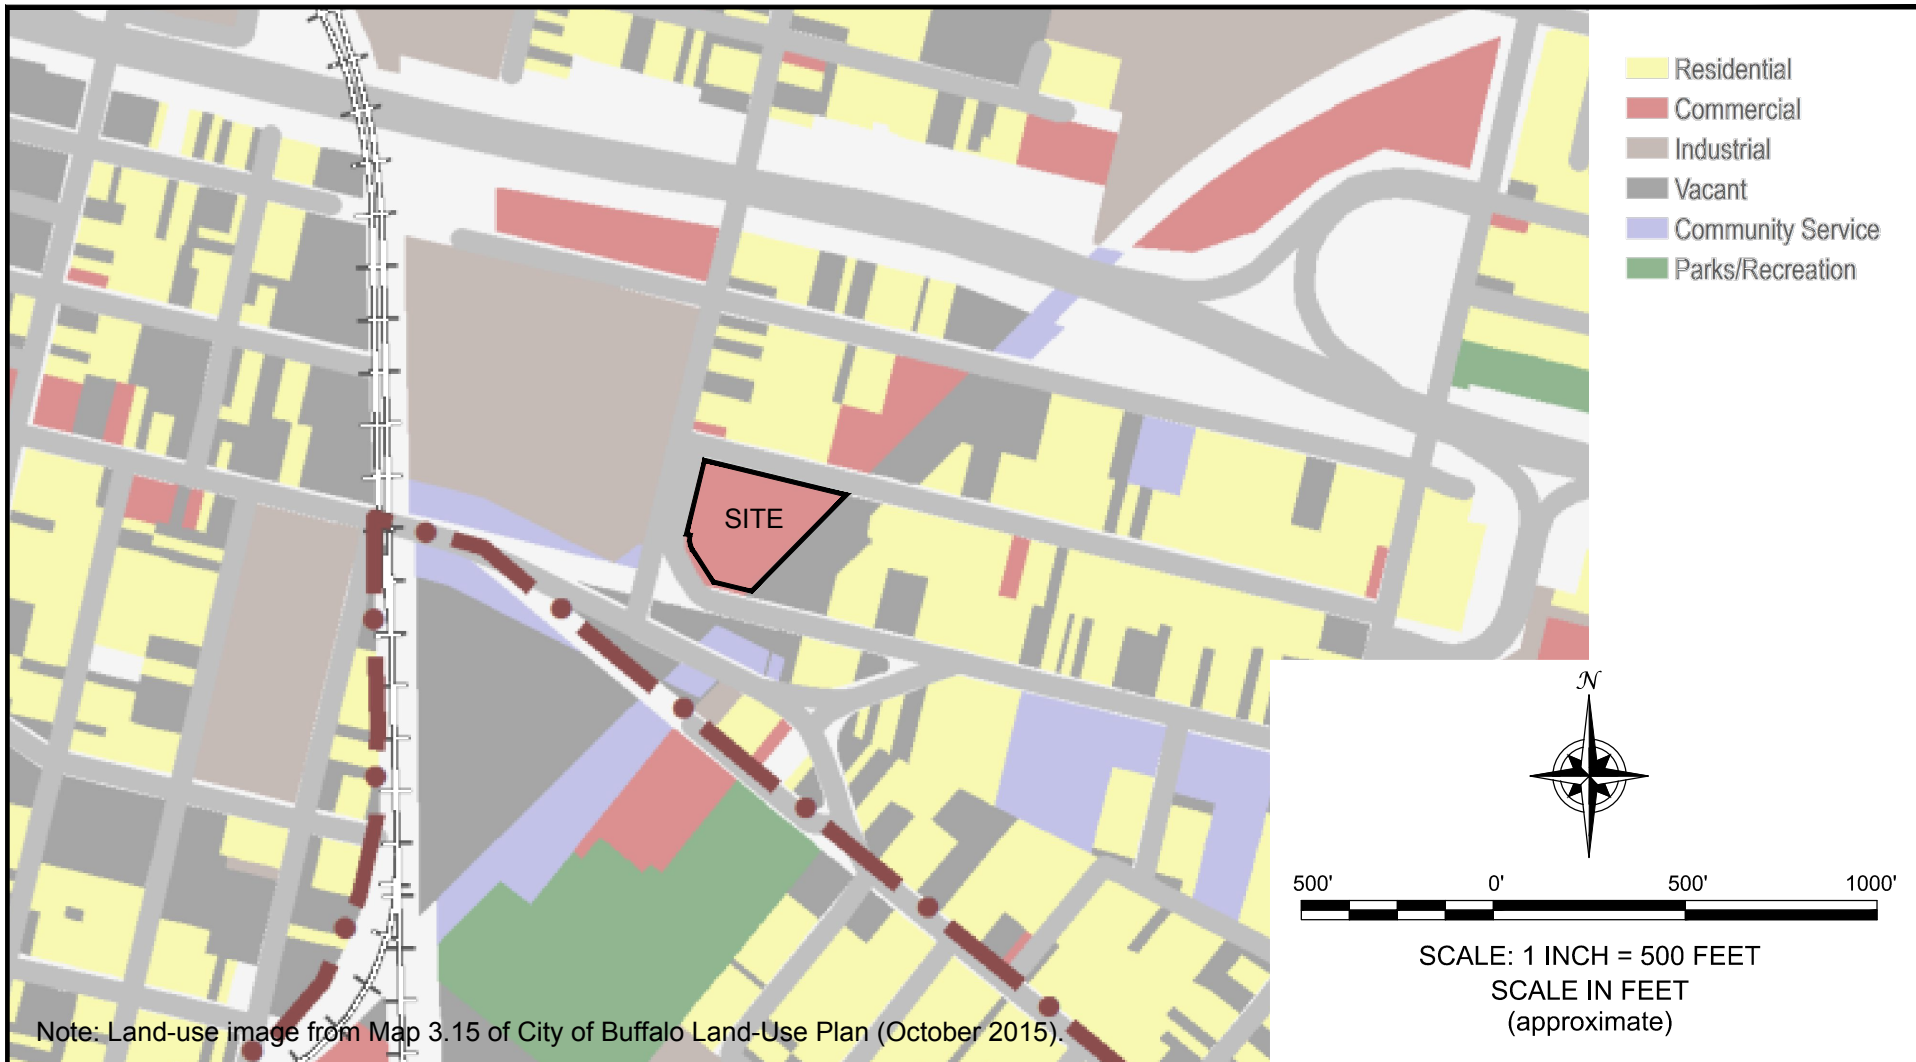 Residential
Commercial
Industrial
Vacant
Community Service
Parks/Recreation
SITE
N
500' 0' 500' 1000'
SCALE: 1 INCH = 500 FEET
SCALE IN FEET
(approximate)
Note: Land-use image from Map 3.15 of City of Buffalo Land-Use Plan (October 2015).